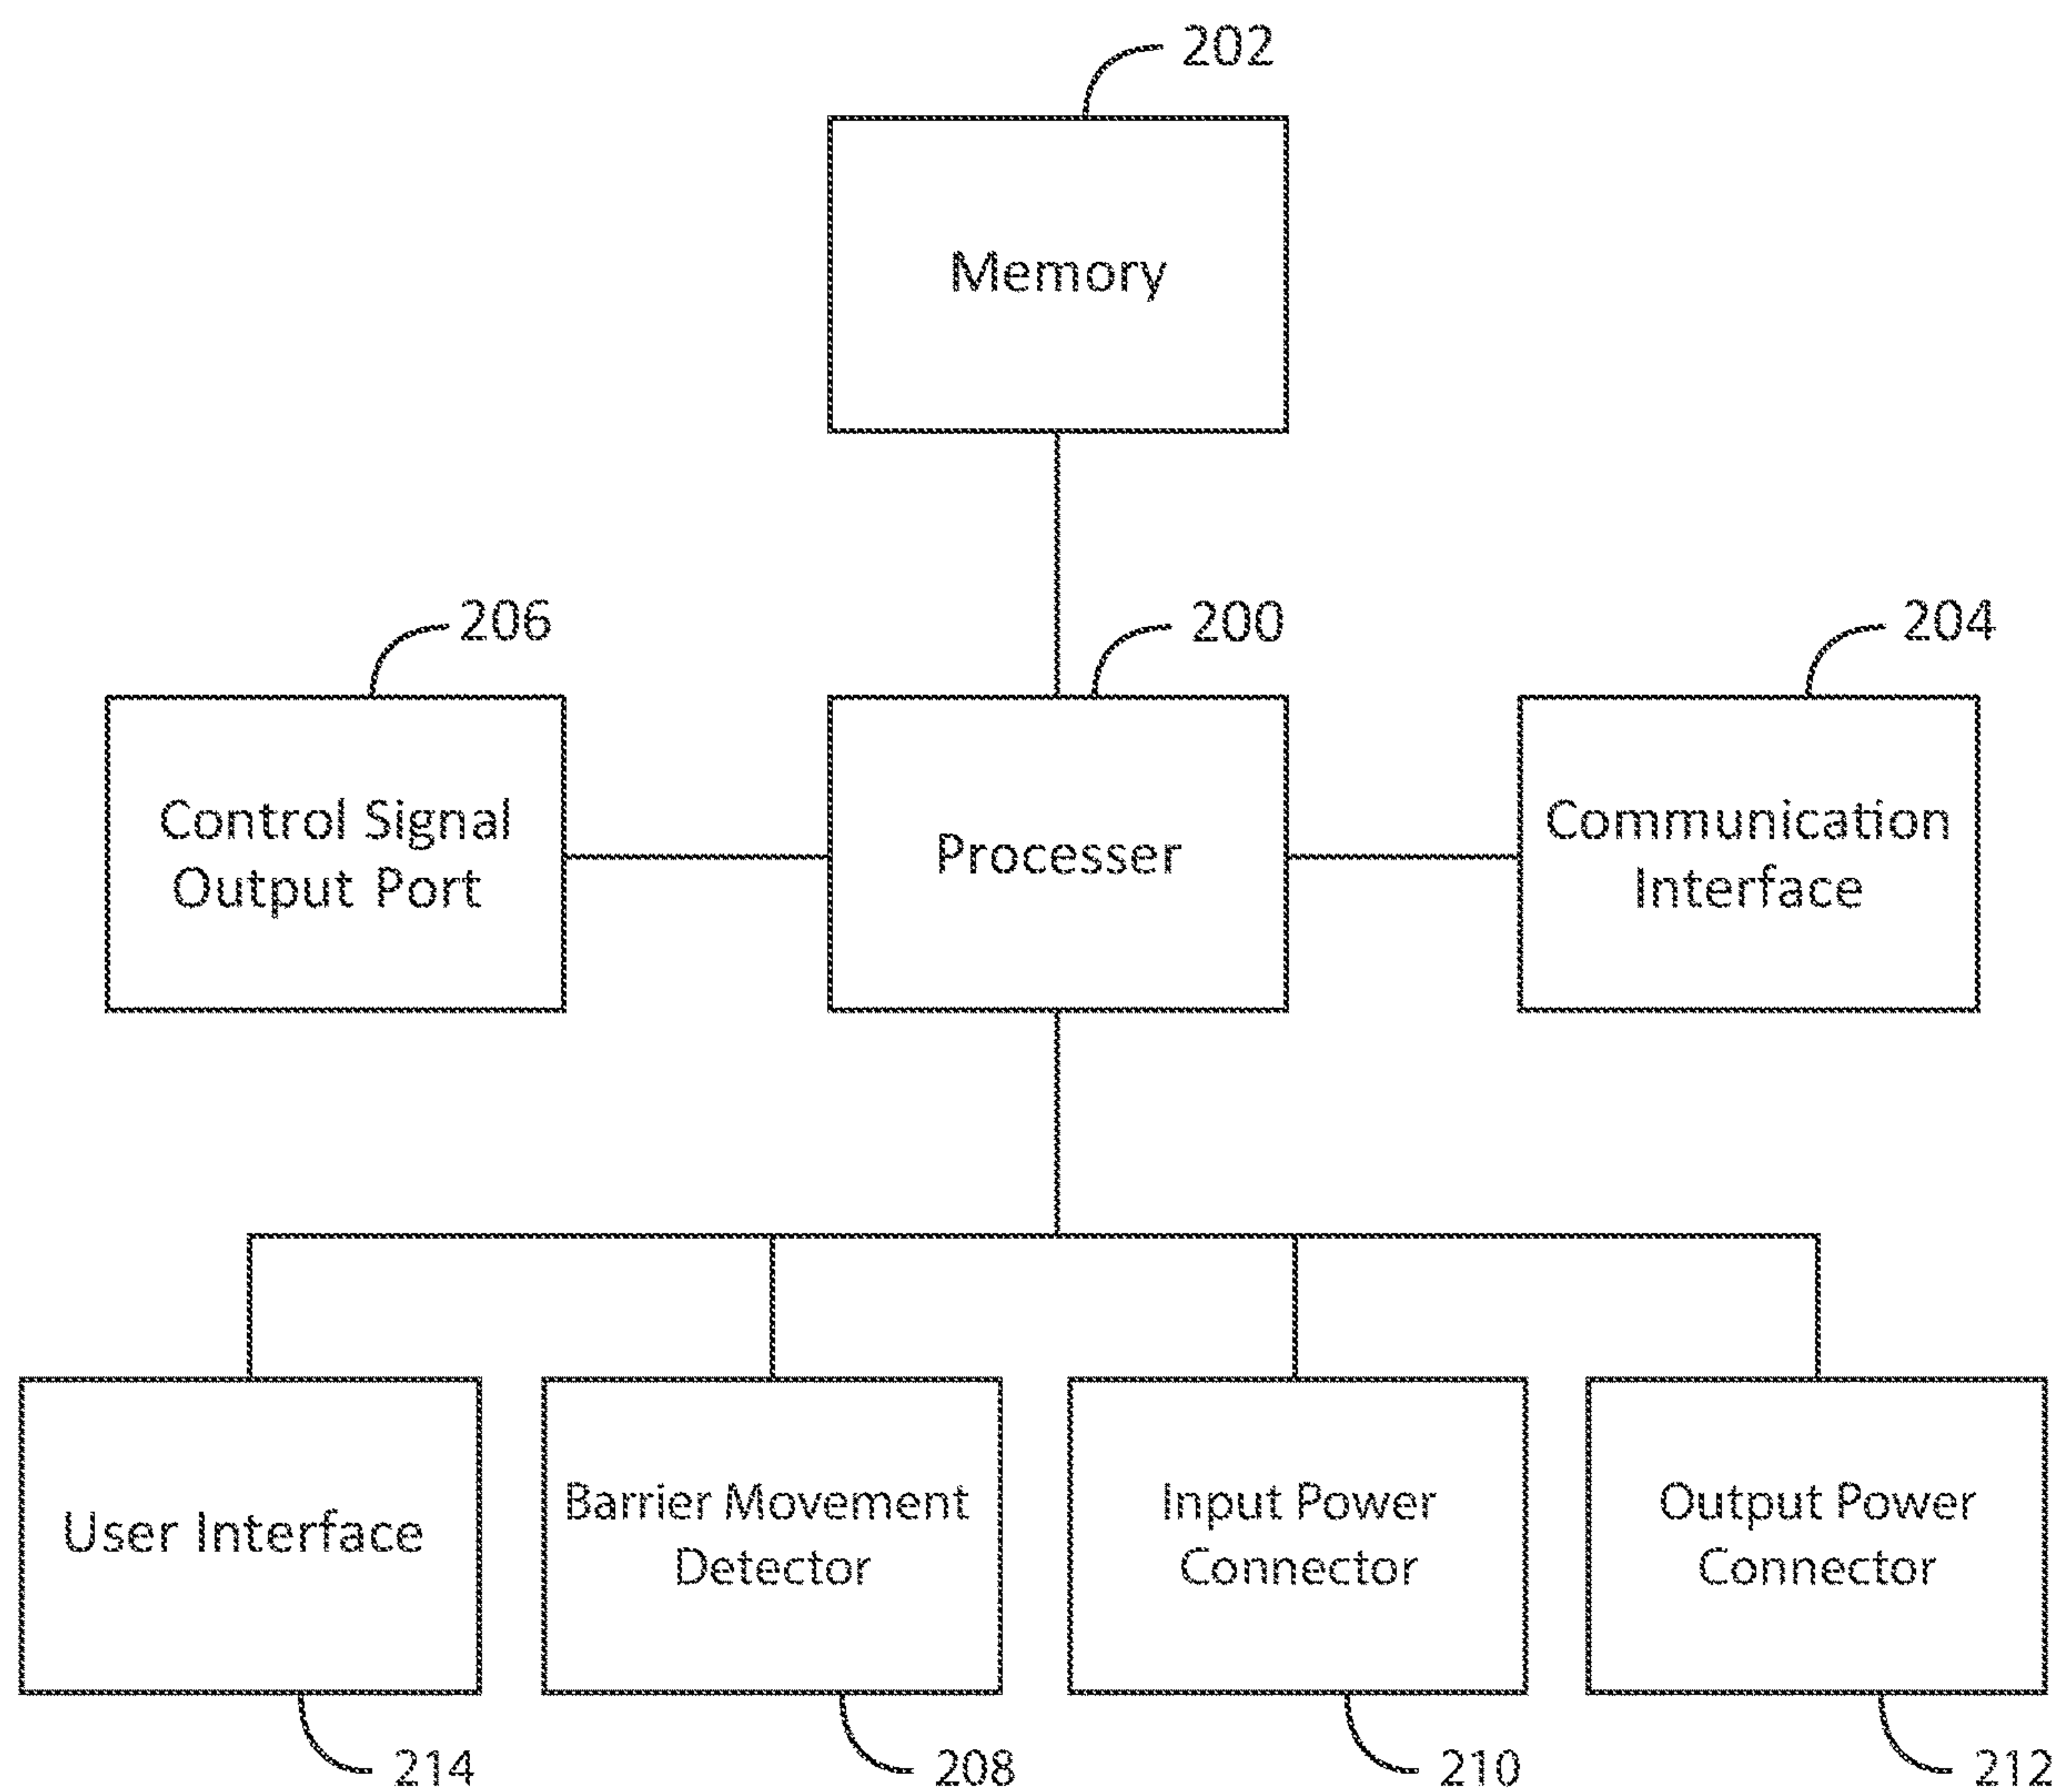 202
Memory
206
200
204
Control Signal
Output Port
Processer
Communication
Interface
User Interface
Barrier Movement
Detector
Input Power
Connector
Output Power
Connector
214
208
210
212